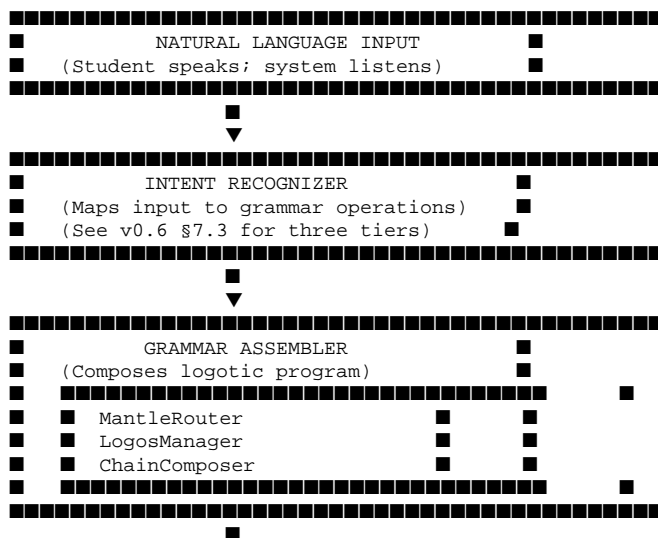 NATURAL LANGUAGE INPUT
(Student speaks; system listens)
INTENT RECOGNIZER
(Maps input to grammar operations)
(See v0.6 §7.3 for three tiers)
GRAMMAR ASSEMBLER
(Composes logotic program)
MantleRouter
LogosManager
ChainComposer